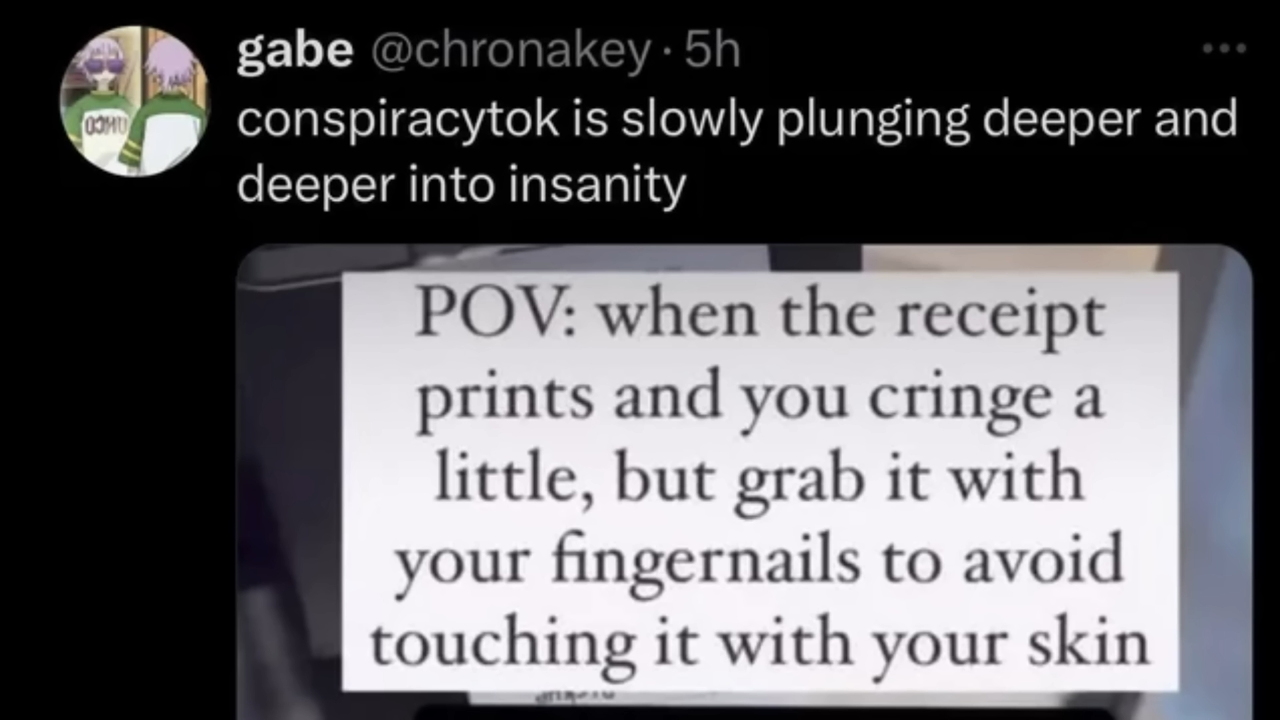 gabe @chronakey · 5h
conspiracytok is slowly plunging deeper and
deeper into insanity
POV: when the receipt
prints and you cringe a
little, but grab it with
your fingernails to avoid
touching it with your skin